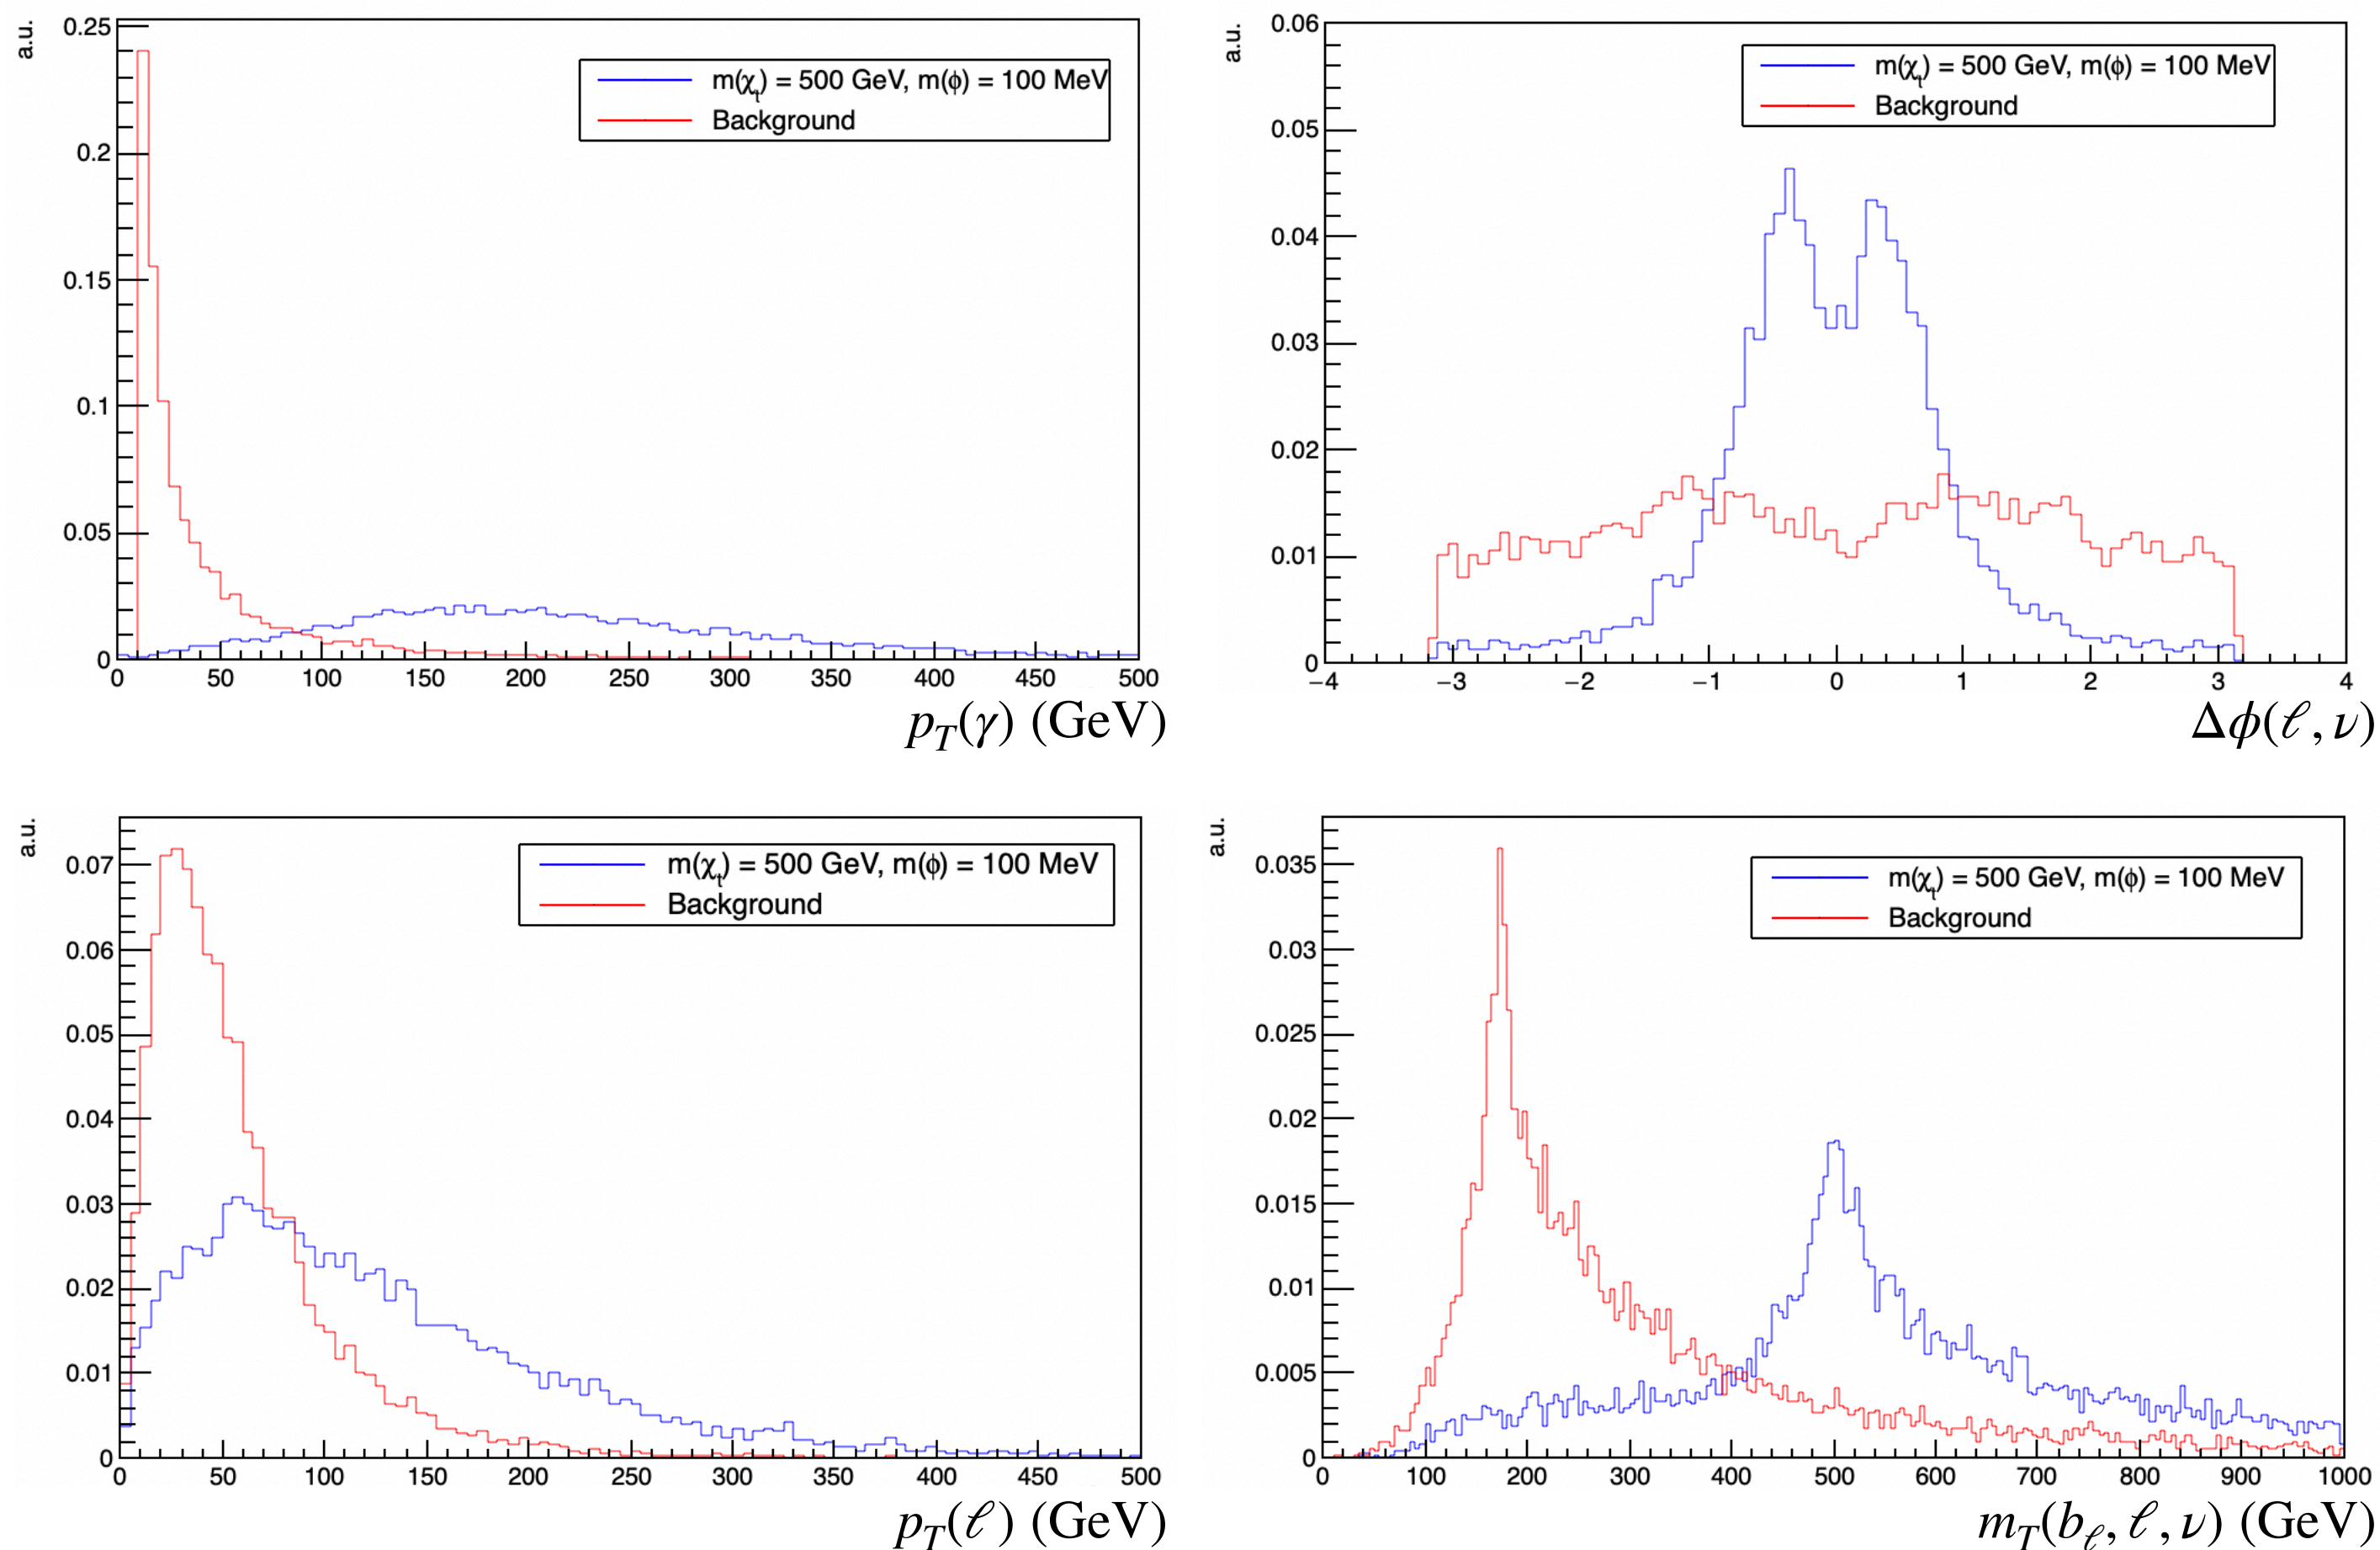 a.u.
0.25
0.2
0.15
0.1
0.05
0
m(χt) = 500 GeV, m(ϕ) = 100 MeV
Background
0 50 100 150 200 250 300 350 400 450 500
pT(γ) (GeV)
a.u.
0.06
0.05
0.04
0.03
0.02
0.01
0
m(χt) = 500 GeV, m(ϕ) = 100 MeV
Background
−4 −3 −2 −1 0 1 2 3 4
Δϕ(ℓ, ν)
a.u.
0.07
0.06
0.05
0.04
0.03
0.02
0.01
0
m(χt) = 500 GeV, m(ϕ) = 100 MeV
Background
0 50 100 150 200 250 300 350 400 450 500
pT(ℓ) (GeV)
a.u.
0.035
0.03
0.025
0.02
0.015
0.01
0.005
0
m(χt) = 500 GeV, m(ϕ) = 100 MeV
Background
0 100 200 300 400 500 600 700 800 900 1000
mT(bℓ, ℓ, ν) (GeV)